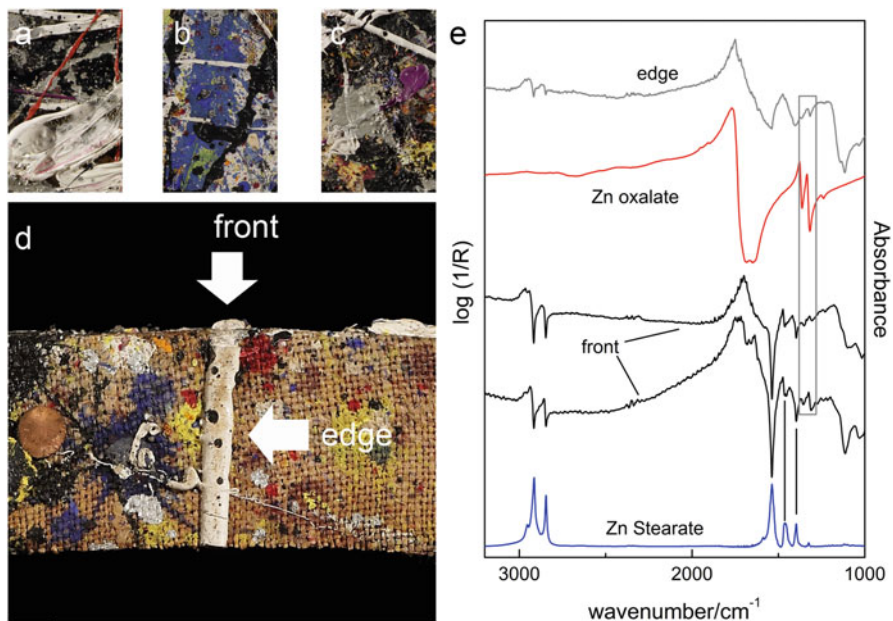 a
b
c
d
front
edge
e
edge
Zn oxalate
front
Zn Stearate
log (1/R)
Absorbance
3000
2000
1000
wavenumber/cm⁻¹